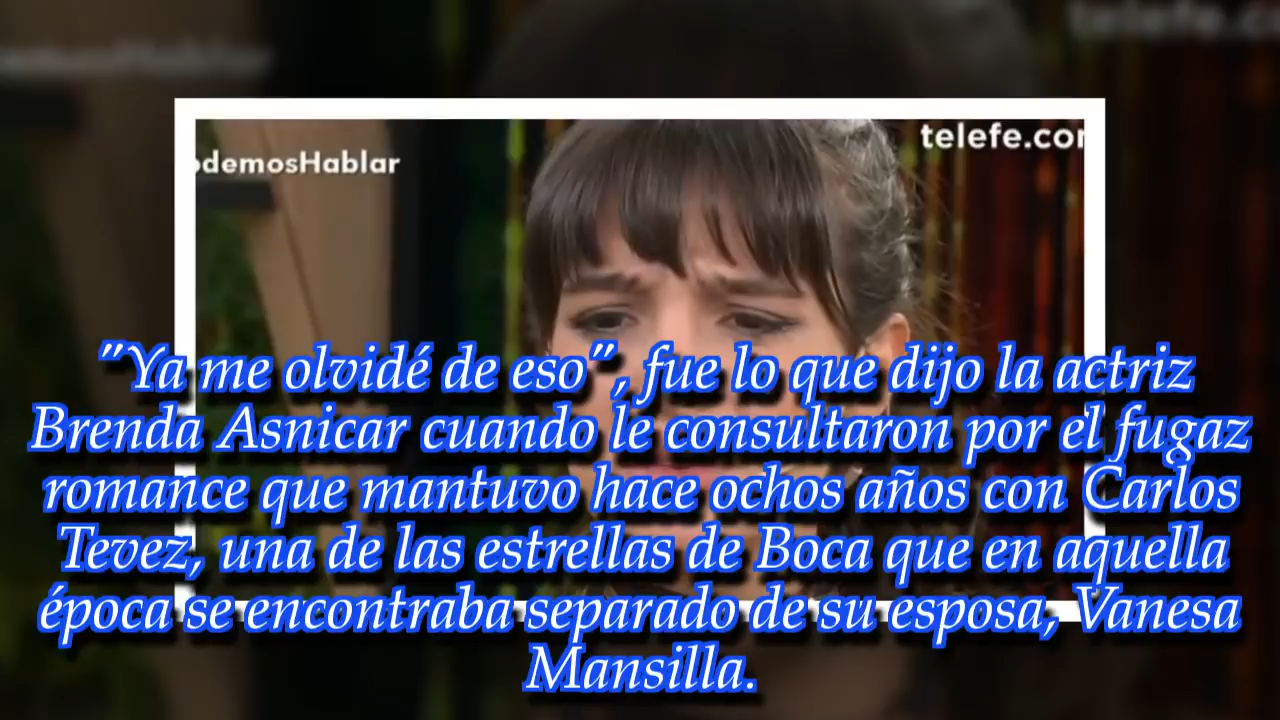 telefe.com
odemosHablar
"Ya me olvidé de eso", fue lo que dijo la actriz
Brenda Asnicar cuando le consultaron por el fugaz
romance que mantuvo hace ochos años con Carlos
Tevez, una de las estrellas de Boca que en aquella
época se encontraba separado de su esposa, Vanesa
Mansilla.